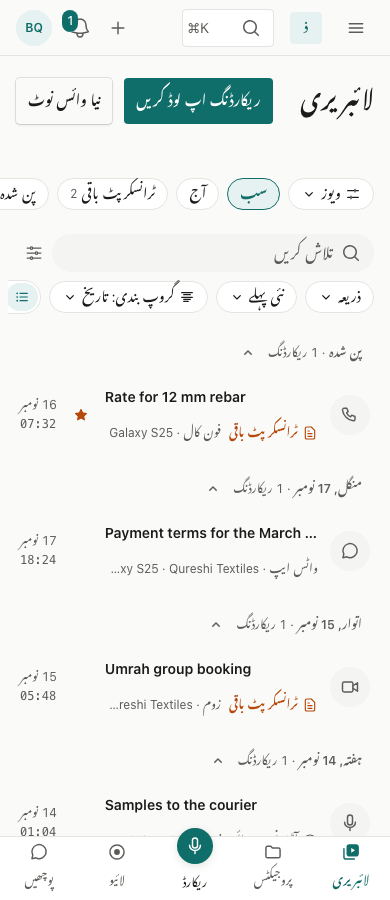 ذ
⌘K
1
BQ
لائبریری
ریکارڈنگ اپ لوڈ کریں
نیا وائس نوٹ
ویوز
سب
آج
ٹرانسکرپٹ باقی 2
پن شدہ
تلاش کریں
ذریعہ
نئی پہلے
گروپ بندی: تاریخ
پن شدہ · 1 ریکارڈنگ
Rate for 12 mm rebar
ٹرانسکرپٹ باقی فون کال · Galaxy S25
16 نومبر
07:32
منگل, 17 نومبر · 1 ریکارڈنگ
Payment terms for the March ...
واٹس ایپ · Qureshi Textiles · xy S25...
17 نومبر
18:24
اتوار, 15 نومبر · 1 ریکارڈنگ
Umrah group booking
ٹرانسکرپٹ باقی زوم · reshi Textiles...
15 نومبر
05:48
ہفتہ, 14 نومبر · 1 ریکارڈنگ
Samples to the courier
14 نومبر
01:04
لائبریری
پروجیکٹس
ریکارڈ
لائیو
پوچھیں